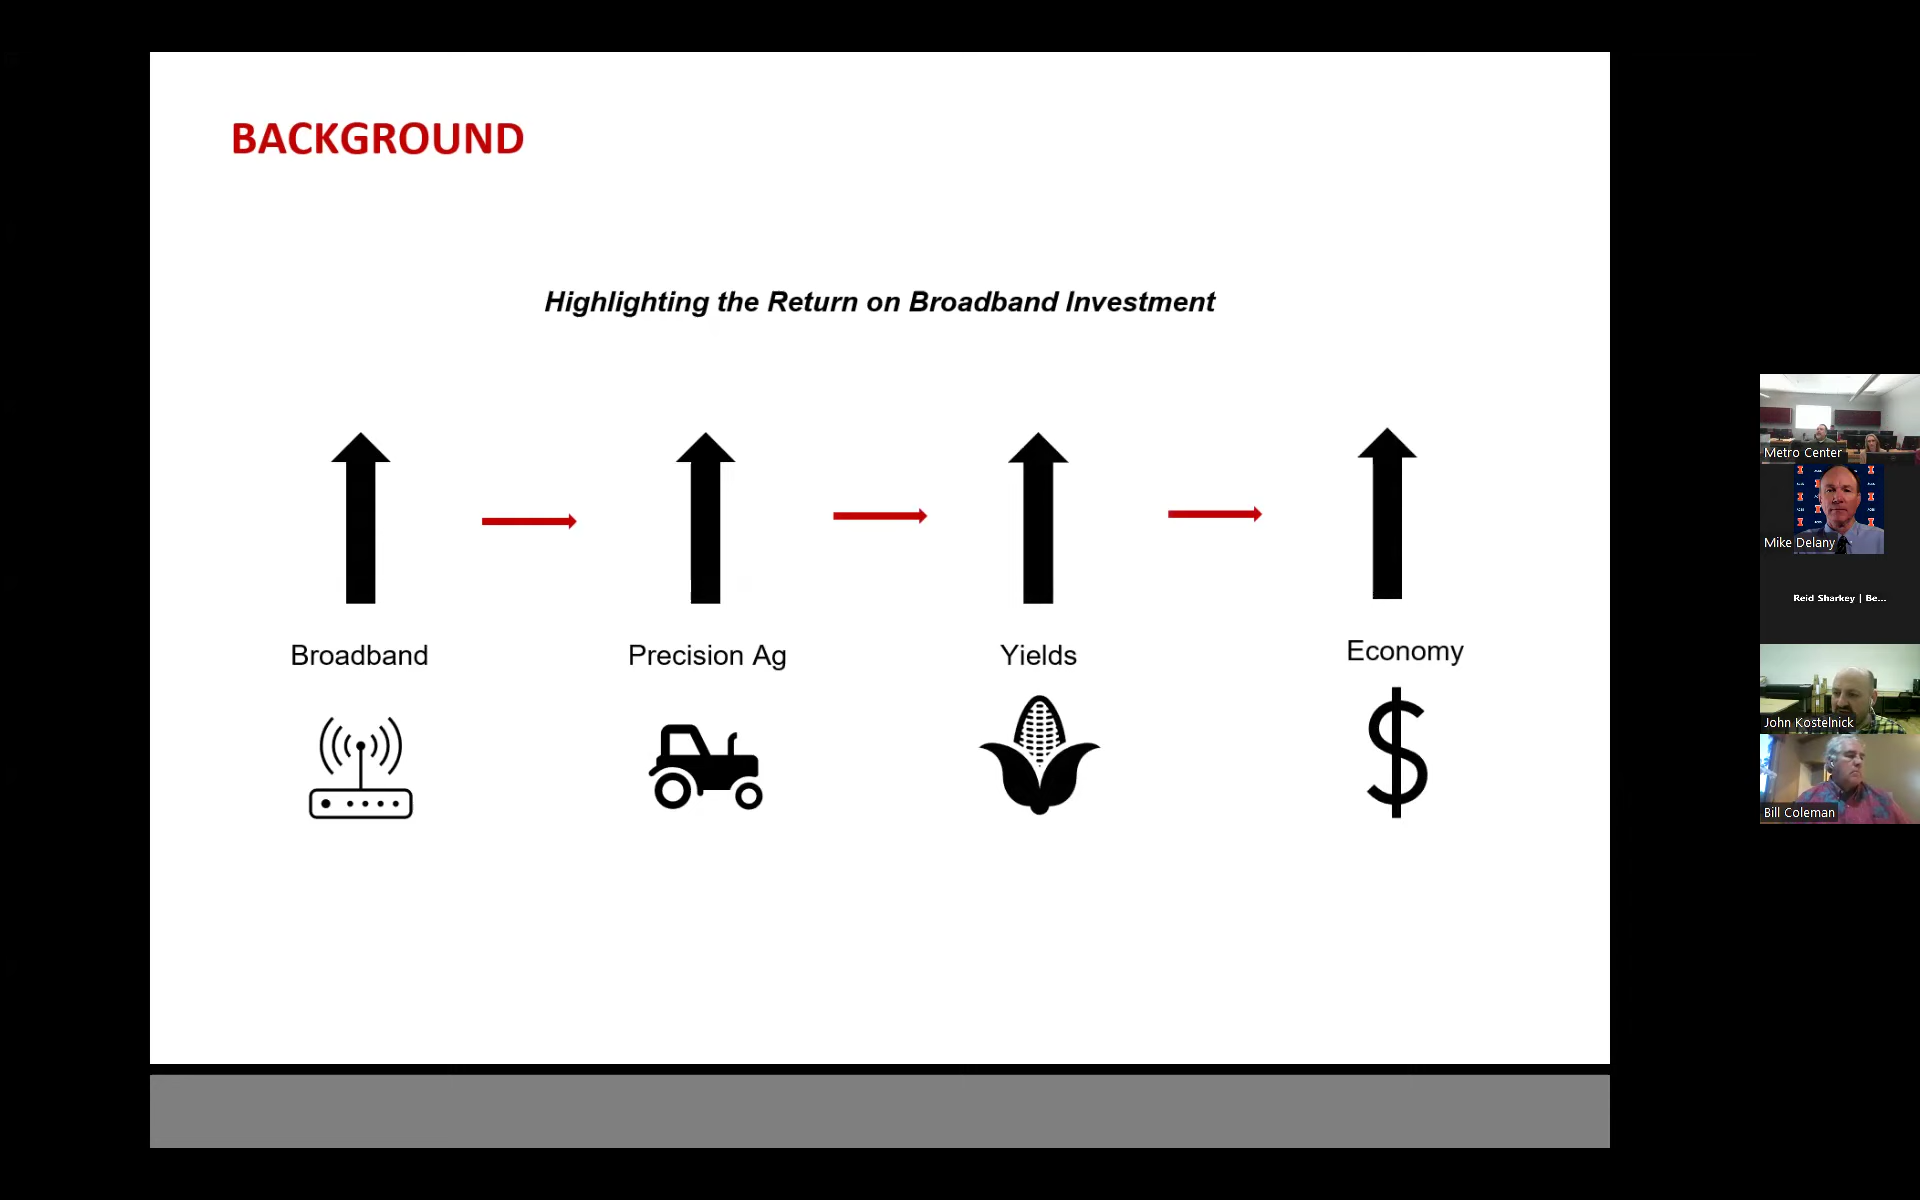 BACKGROUND
Highlighting the Return on Broadband Investment
Broadband
Precision Ag
Yields
Economy
Metro Center
Mike Delany
Reid Sharkey | Be...
John Kostelnick
Bill Coleman